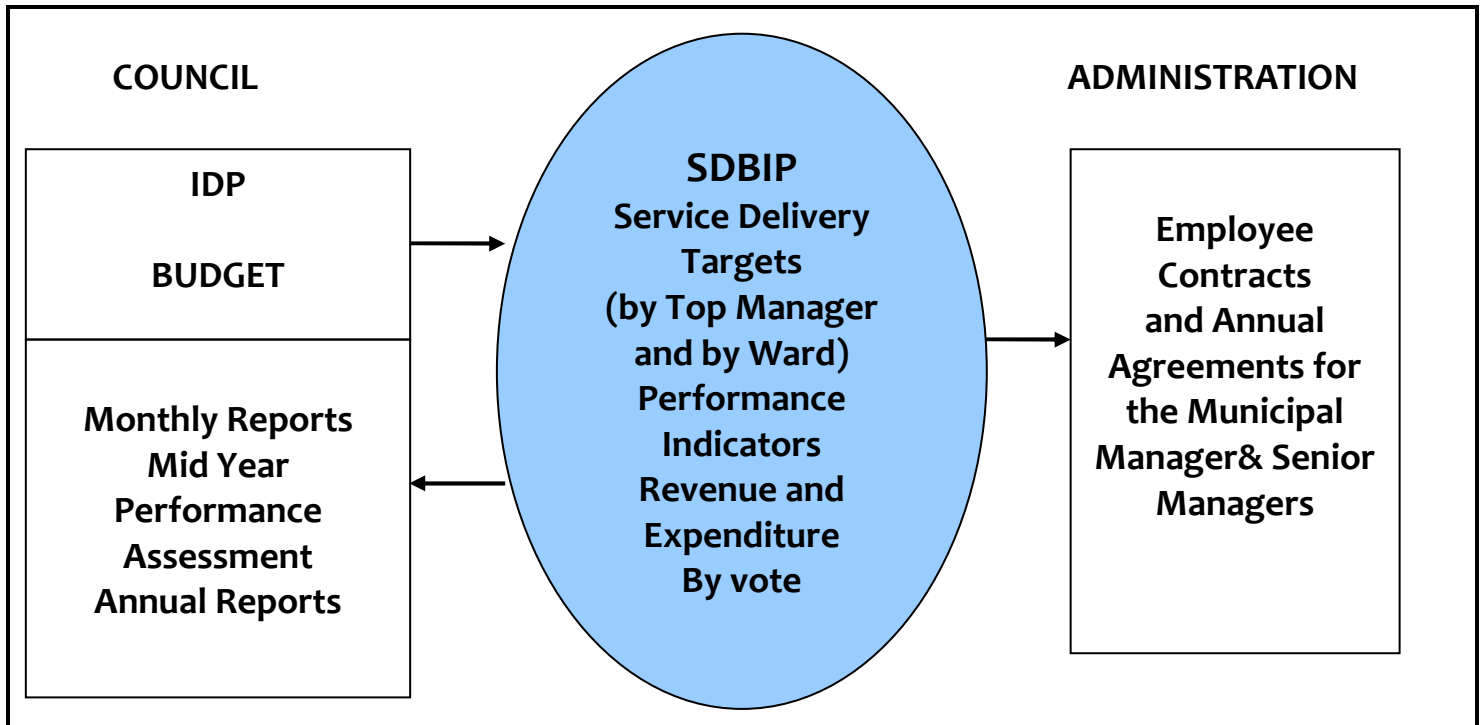 COUNCIL
IDP
BUDGET
Monthly Reports
Mid Year
Performance
Assessment
Annual Reports
SDBIP
Service Delivery
Targets
(by Top Manager
and by Ward)
Performance
Indicators
Revenue and
Expenditure
By vote
ADMINISTRATION
Employee
Contracts
and Annual
Agreements for
the Municipal
Manager& Senior
Managers